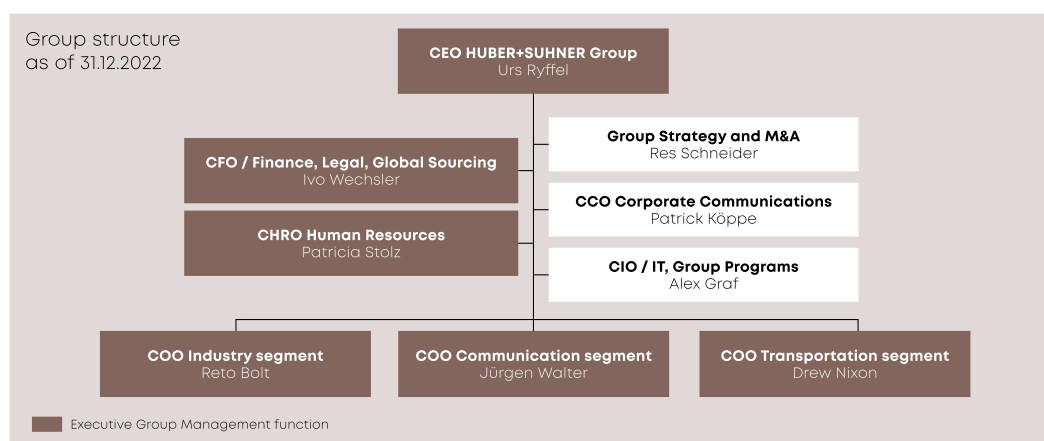 Group structure
as of 31.12.2022
CEO HUBER+SUHNER Group
Urs Ryffel
Group Strategy and M&A
Res Schneider
CFO / Finance, Legal, Global Sourcing
Ivo Wechsler
CCO Corporate Communications
Patrick Köppe
CHRO Human Resources
Patricia Stolz
CIO / IT, Group Programs
Alex Graf
COO Industry segment
Reto Bolt
COO Communication segment
Jürgen Walter
COO Transportation segment
Drew Nixon
Executive Group Management function